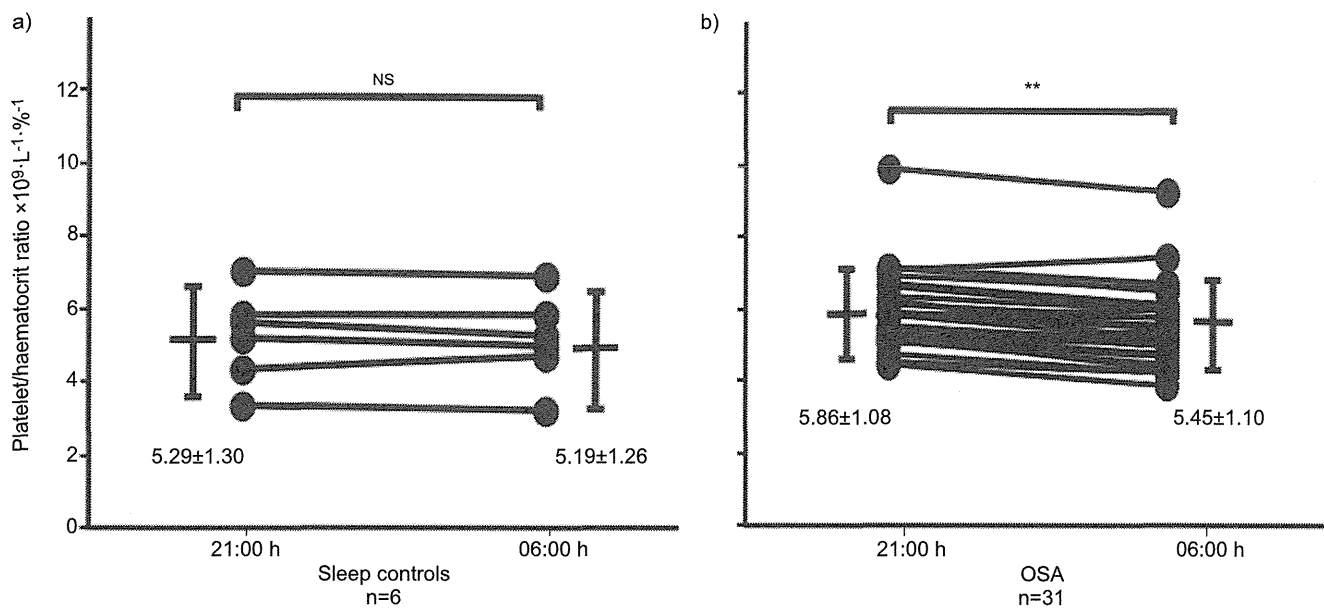 a)
Platelet/haematocrit ratio ×10⁹·L⁻¹·%⁻¹
12
10
8
6
4
2
0
NS
5.29±1.30
5.19±1.26
21:00 h
06:00 h
Sleep controls
n=6
b)
**
5.86±1.08
5.45±1.10
21:00 h
06:00 h
OSA
n=31